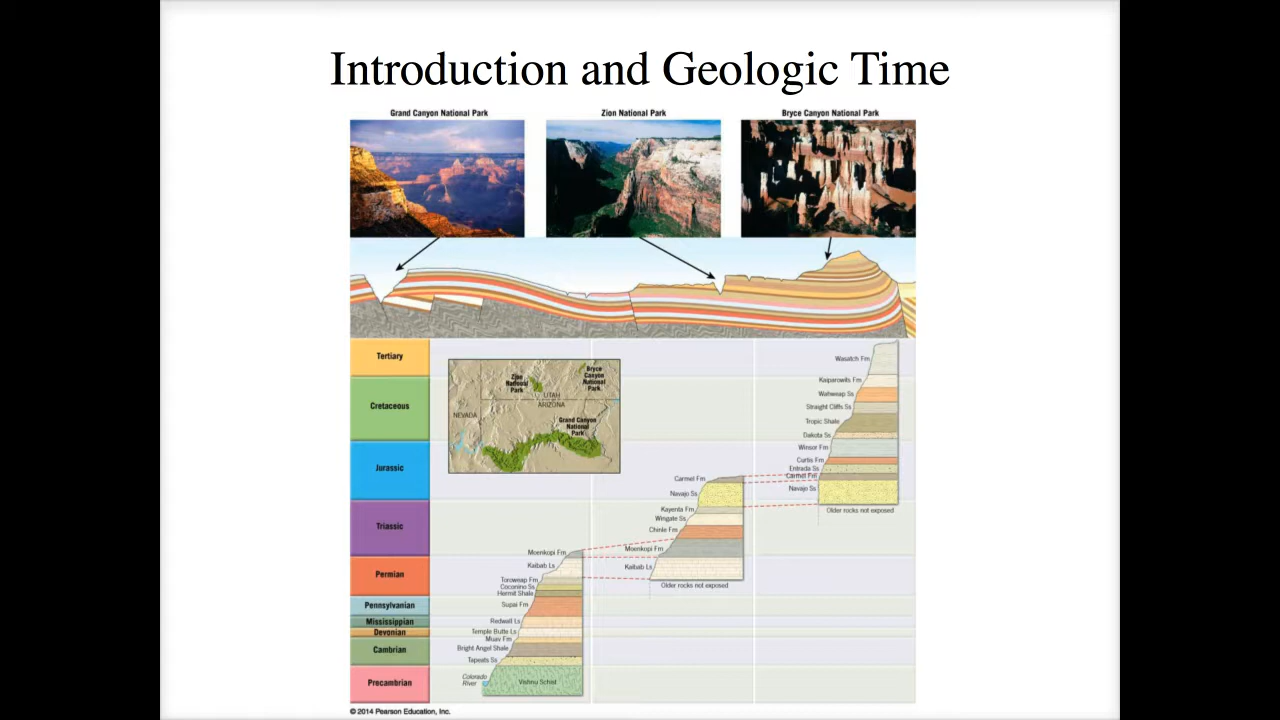 Introduction and Geologic Time
Grand Canyon National Park
Zion National Park
Bryce Canyon National Park
Tertiary
Cretaceous
Jurassic
Triassic
Permian
Pennsylvanian
Mississippian
Devonian
Cambrian
Precambrian
Zion
National
Park
Bryce
Canyon
National
Park
UTAH
ARIZONA
NEVADA
Grand Canyon
National
Park
Moenkopi Fm
Kaibab Ls
Toroweap Fm
Coconino Ss
Hermit Shale
Supai Fm
Redwall Ls
Temple Butte Ls
Muav Fm
Bright Angel Shale
Tapeats Ss
Colorado
River
Vishnu Schist
Carmel Fm
Navajo Ss
Kayenta Fm
Wingate Ss
Chinle Fm
Moenkopi Fm
Kaibab Ls
Older rocks not exposed
Wasatch Fm
Kaiparowits Fm
Wahweap Ss
Straight Cliffs Ss
Tropic Shale
Dakota Ss
Winsor Fm
Curtis Fm
Entrada Ss
Carmel Fm
Navajo Ss
Older rocks not exposed
© 2014 Pearson Education, Inc.